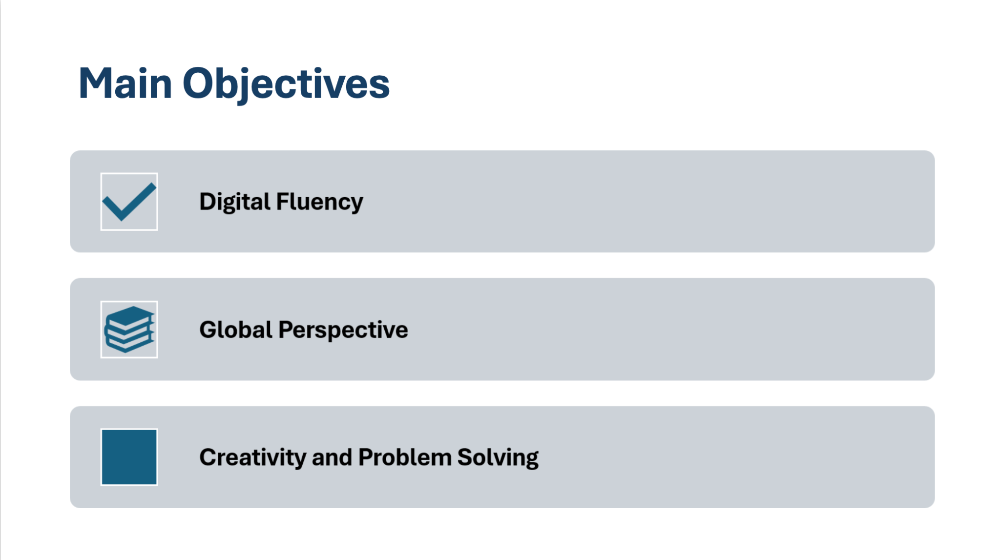 Main Objectives
Digital Fluency
Global Perspective
Creativity and Problem Solving